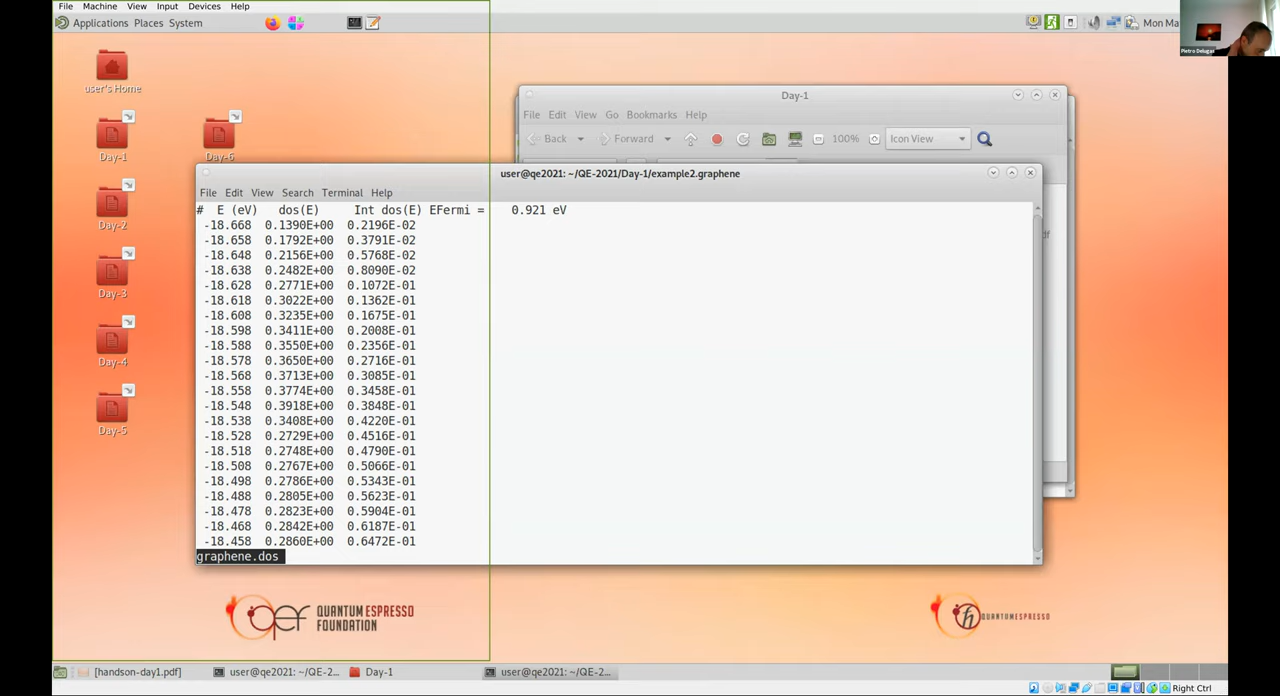 File Machine View Input Devices Help
Applications Places System
Mon Ma
Pietro Delugas
user's Home
Day-1
Day-6
Day-2
Day-3
Day-4
Day-5
Day-1
File Edit View Go Bookmarks Help
Back Forward 100% Icon View
df
user@qe2021: ~/QE-2021/Day-1/example2.graphene
File Edit View Search Terminal Help
# E (eV) dos(E) Int dos(E) EFermi = 0.921 eV
-18.668 0.1390E+00 0.2196E-02
-18.658 0.1792E+00 0.3791E-02
-18.648 0.2156E+00 0.5768E-02
-18.638 0.2482E+00 0.8090E-02
-18.628 0.2771E+00 0.1072E-01
-18.618 0.3022E+00 0.1362E-01
-18.608 0.3235E+00 0.1675E-01
-18.598 0.3411E+00 0.2008E-01
-18.588 0.3550E+00 0.2356E-01
-18.578 0.3650E+00 0.2716E-01
-18.568 0.3713E+00 0.3085E-01
-18.558 0.3774E+00 0.3458E-01
-18.548 0.3918E+00 0.3848E-01
-18.538 0.3408E+00 0.4220E-01
-18.528 0.2729E+00 0.4516E-01
-18.518 0.2748E+00 0.4790E-01
-18.508 0.2767E+00 0.5066E-01
-18.498 0.2786E+00 0.5343E-01
-18.488 0.2805E+00 0.5623E-01
-18.478 0.2823E+00 0.5904E-01
-18.468 0.2842E+00 0.6187E-01
-18.458 0.2860E+00 0.6472E-01
graphene.dos
QUANTUM ESPRESSO
FOUNDATION
QUANTUMESPRESSO
[handson-day1.pdf] user@qe2021: ~/QE-2... Day-1 user@qe2021: ~/QE-2...
Right Ctrl